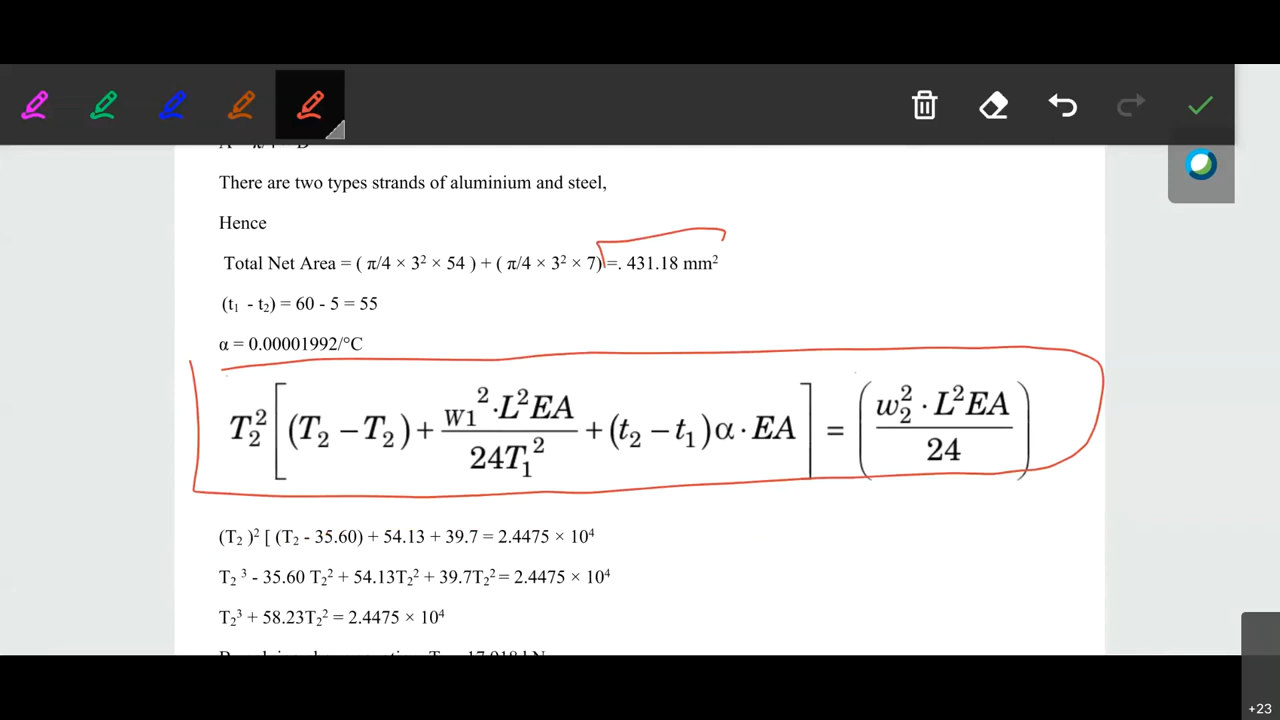 There are two types strands of aluminium and steel,
Hence
Total Net Area = ( π/4 × 3² × 54 ) + ( π/4 × 3² × 7) =. 431.18 mm²
(t₁ - t₂) = 60 - 5 = 55
α = 0.00001992/°C
T₂² [ (T₂ − T₂) + w₁² · L²EA / 24T₁² + (t₂ − t₁) α · EA ] = ( w₂² · L²EA / 24 )
(T₂ )² [ (T₂ - 35.60) + 54.13 + 39.7 = 2.4475 × 10⁴
T₂ ³ - 35.60 T₂² + 54.13T₂² + 39.7T₂² = 2.4475 × 10⁴
T₂³ + 58.23T₂² = 2.4475 × 10⁴
+23